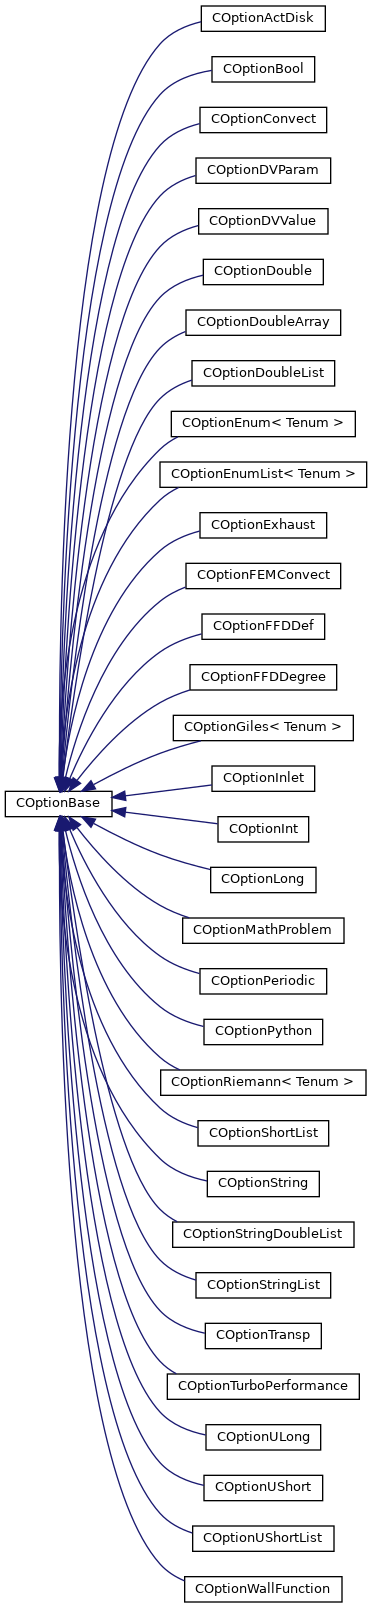 COptionActDisk
COptionBool
COptionConvect
COptionDVParam
COptionDVValue
COptionDouble
COptionDoubleArray
COptionDoubleList
COptionEnum< Tenum >
COptionEnumList< Tenum >
COptionExhaust
COptionFEMConvect
COptionFFDDef
COptionFFDDegree
COptionGiles< Tenum >
COptionInlet
COptionBase
COptionInt
COptionLong
COptionMathProblem
COptionPeriodic
COptionPython
COptionRiemann< Tenum >
COptionShortList
COptionString
COptionStringDoubleList
COptionStringList
COptionTransp
COptionTurboPerformance
COptionULong
COptionUShort
COptionUShortList
COptionWallFunction